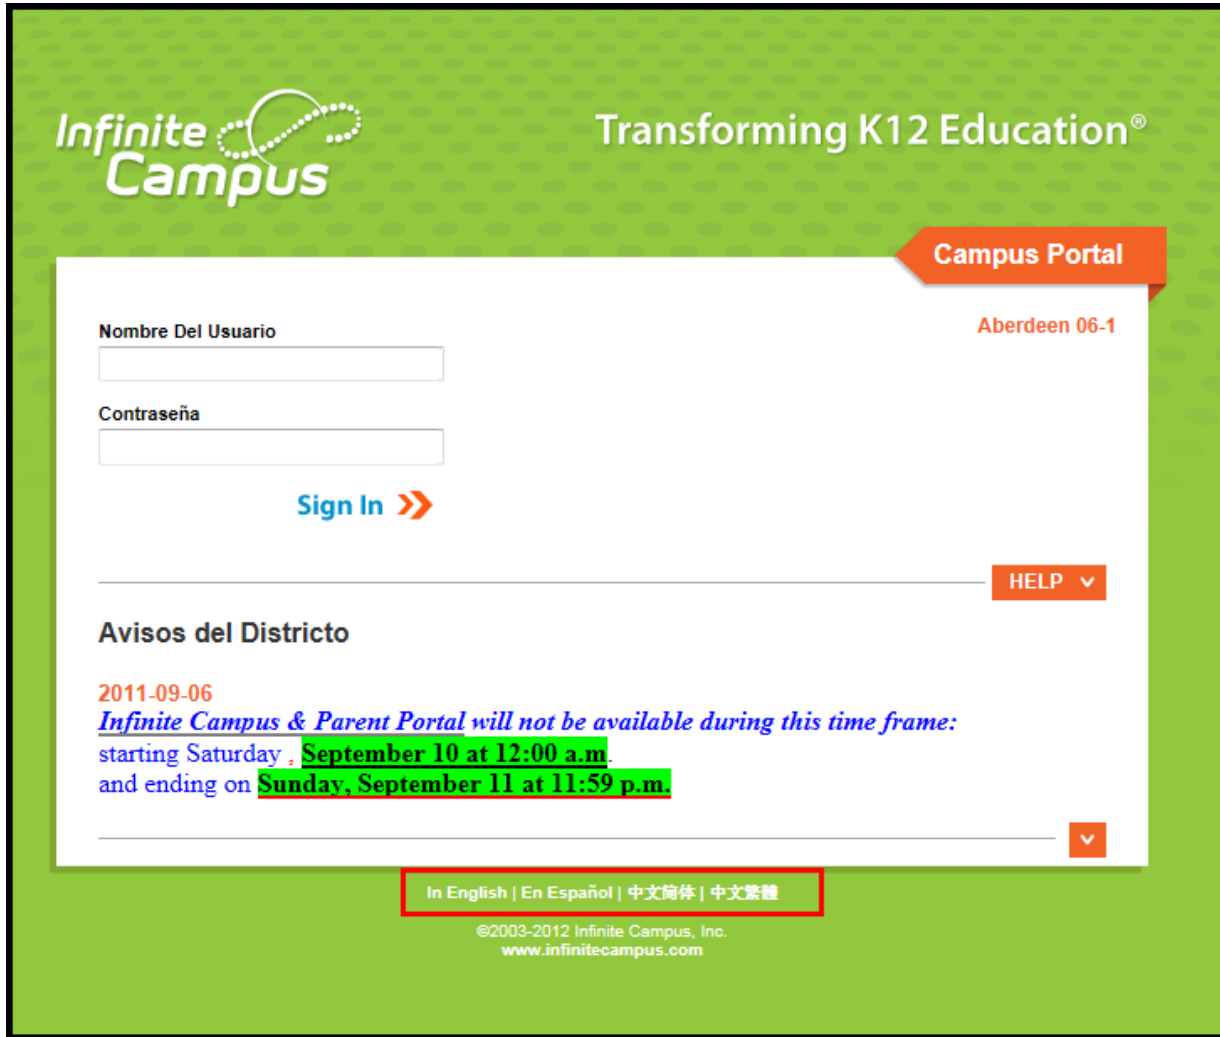 Infinite
Campus
Transforming K12 Education®
Campus Portal
Aberdeen 06-1
Nombre Del Usuario
Contraseña
Sign In
HELP
Avisos del Districto
2011-09-06
Infinite Campus & Parent Portal will not be available during this time frame:
starting Saturday , September 10 at 12:00 a.m.
and ending on Sunday, September 11 at 11:59 p.m.
In English | En Español | 中文简体 | 中文繁體
©2003-2012 Infinite Campus, Inc.
www.infinitecampus.com